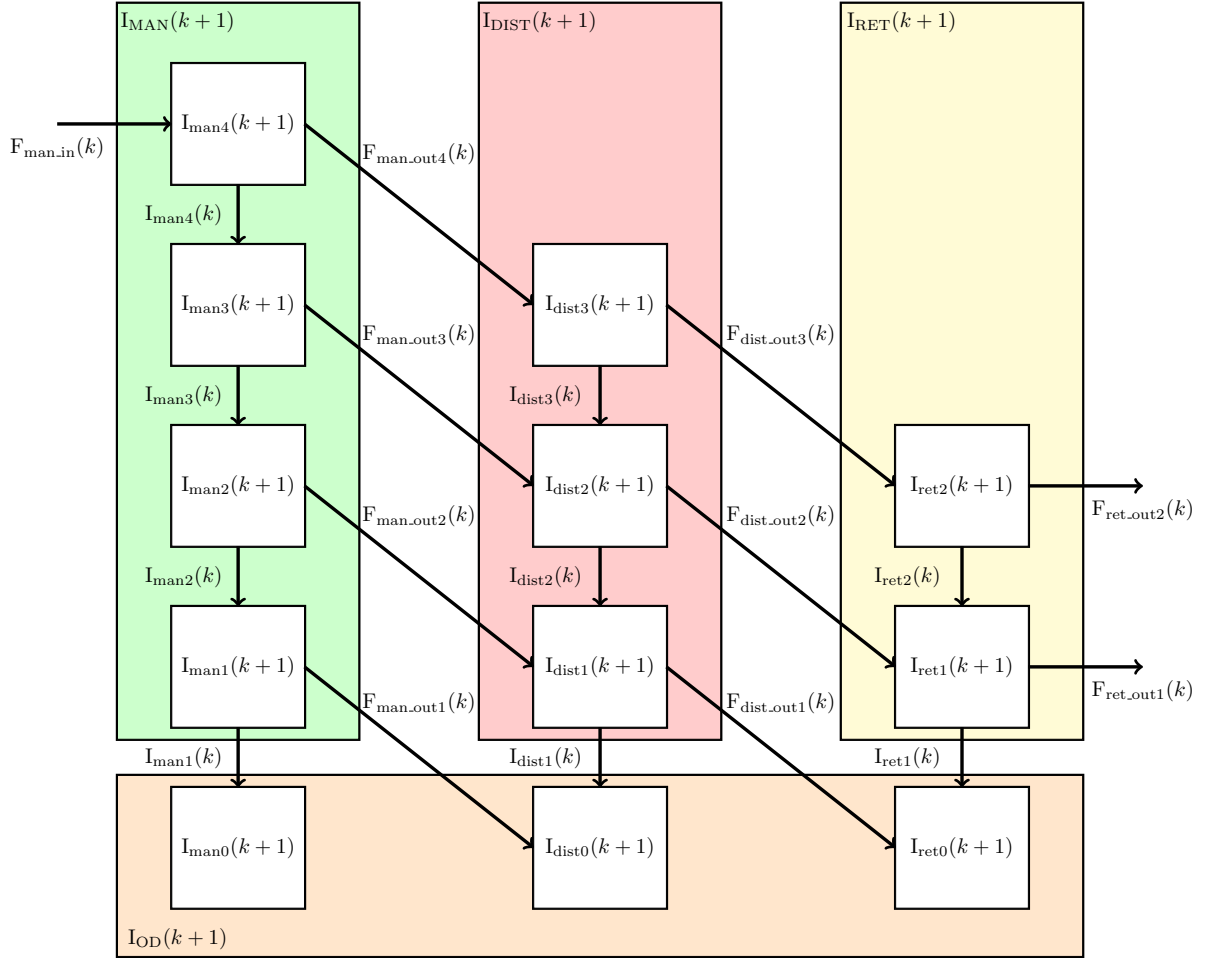 I_MAN(k+1)
I_DIST(k+1)
I_RET(k+1)
I_man4(k+1)
F_man_in(k)
F_man_out4(k)
I_man4(k)
I_man3(k+1)
I_dist3(k+1)
F_man_out3(k)
F_dist_out3(k)
I_man3(k)
I_dist3(k)
I_man2(k+1)
I_dist2(k+1)
I_ret2(k+1)
F_man_out2(k)
F_dist_out2(k)
F_ret_out2(k)
I_man2(k)
I_dist2(k)
I_ret2(k)
I_man1(k+1)
I_dist1(k+1)
I_ret1(k+1)
F_man_out1(k)
F_dist_out1(k)
F_ret_out1(k)
I_man1(k)
I_dist1(k)
I_ret1(k)
I_man0(k+1)
I_dist0(k+1)
I_ret0(k+1)
I_OD(k+1)